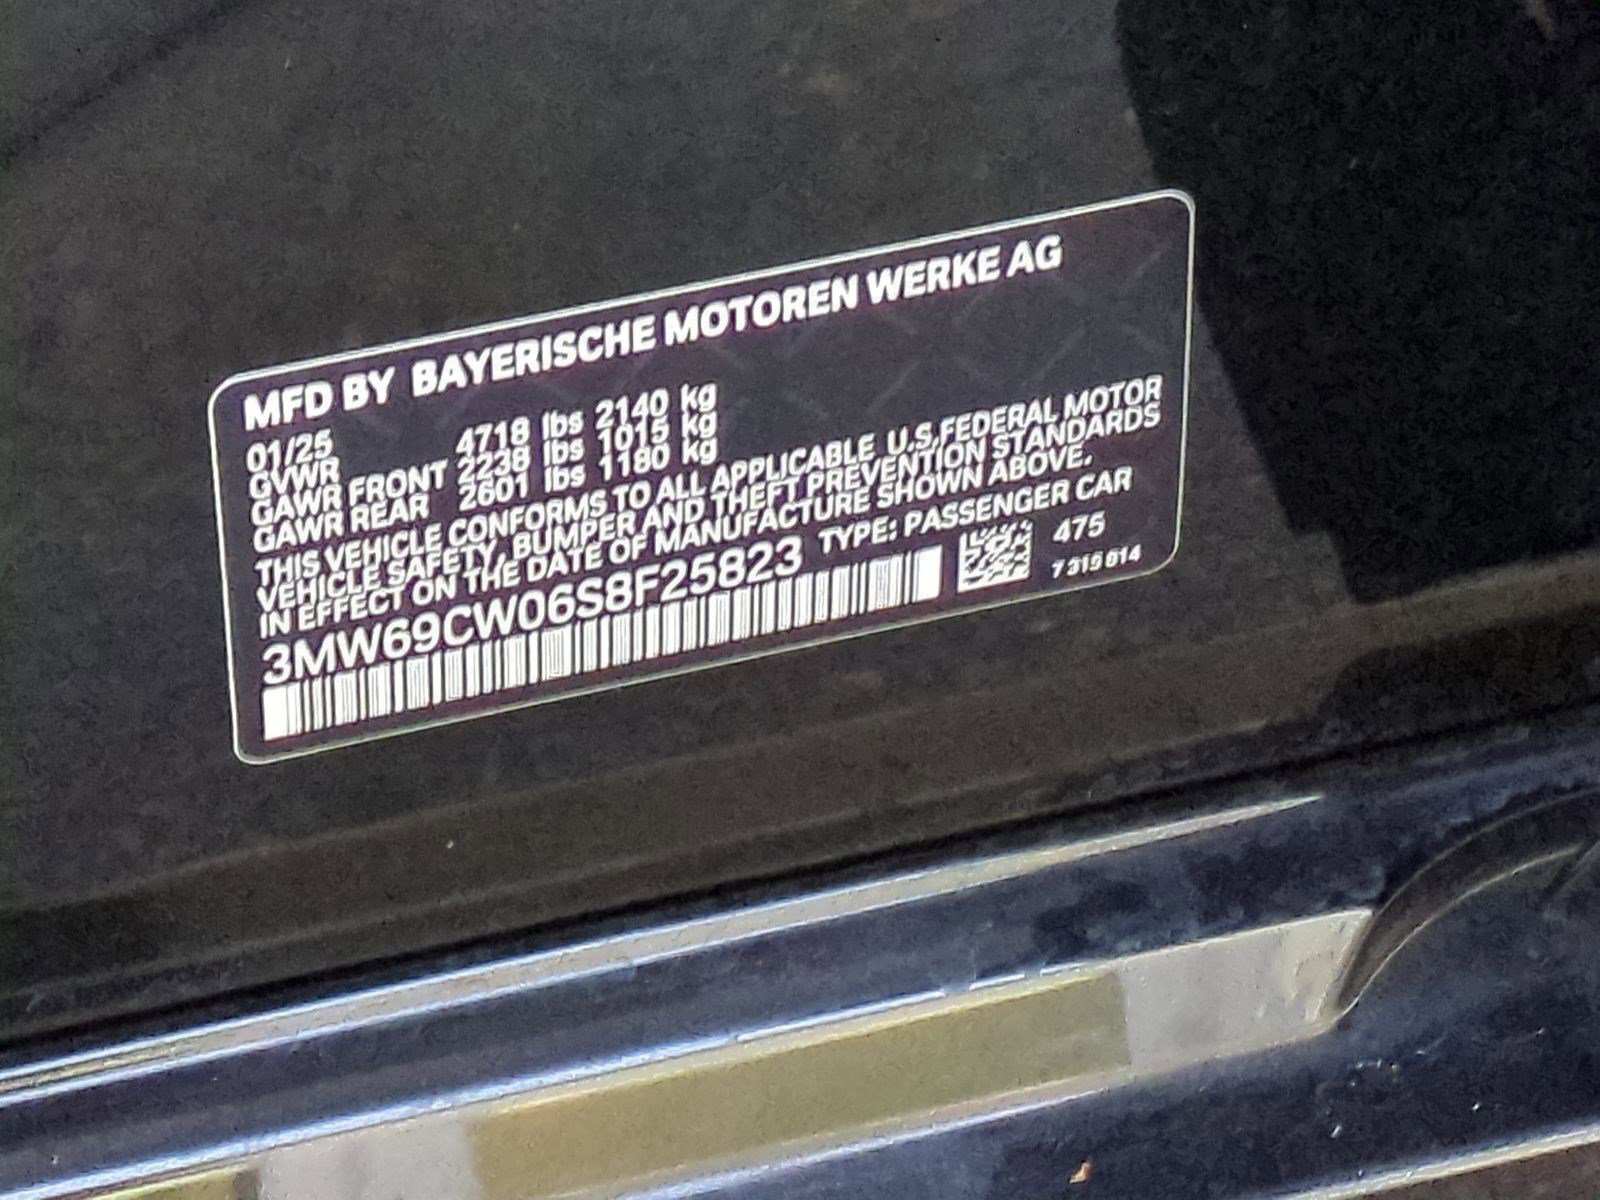 MFD BY BAYERISCHE MOTOREN WERKE AG
01/25
GVWR 4718 lbs 2140 kg
GAWR FRONT 2238 lbs 1015 kg
GAWR REAR 2601 lbs 1180 kg
THIS VEHICLE CONFORMS TO ALL APPLICABLE U.S.FEDERAL MOTOR
VEHICLE SAFETY, BUMPER AND THEFT PREVENTION STANDARDS
IN EFFECT ON THE DATE OF MANUFACTURE SHOWN ABOVE.
3MW69CW06S8F25823 TYPE: PASSENGER CAR
475